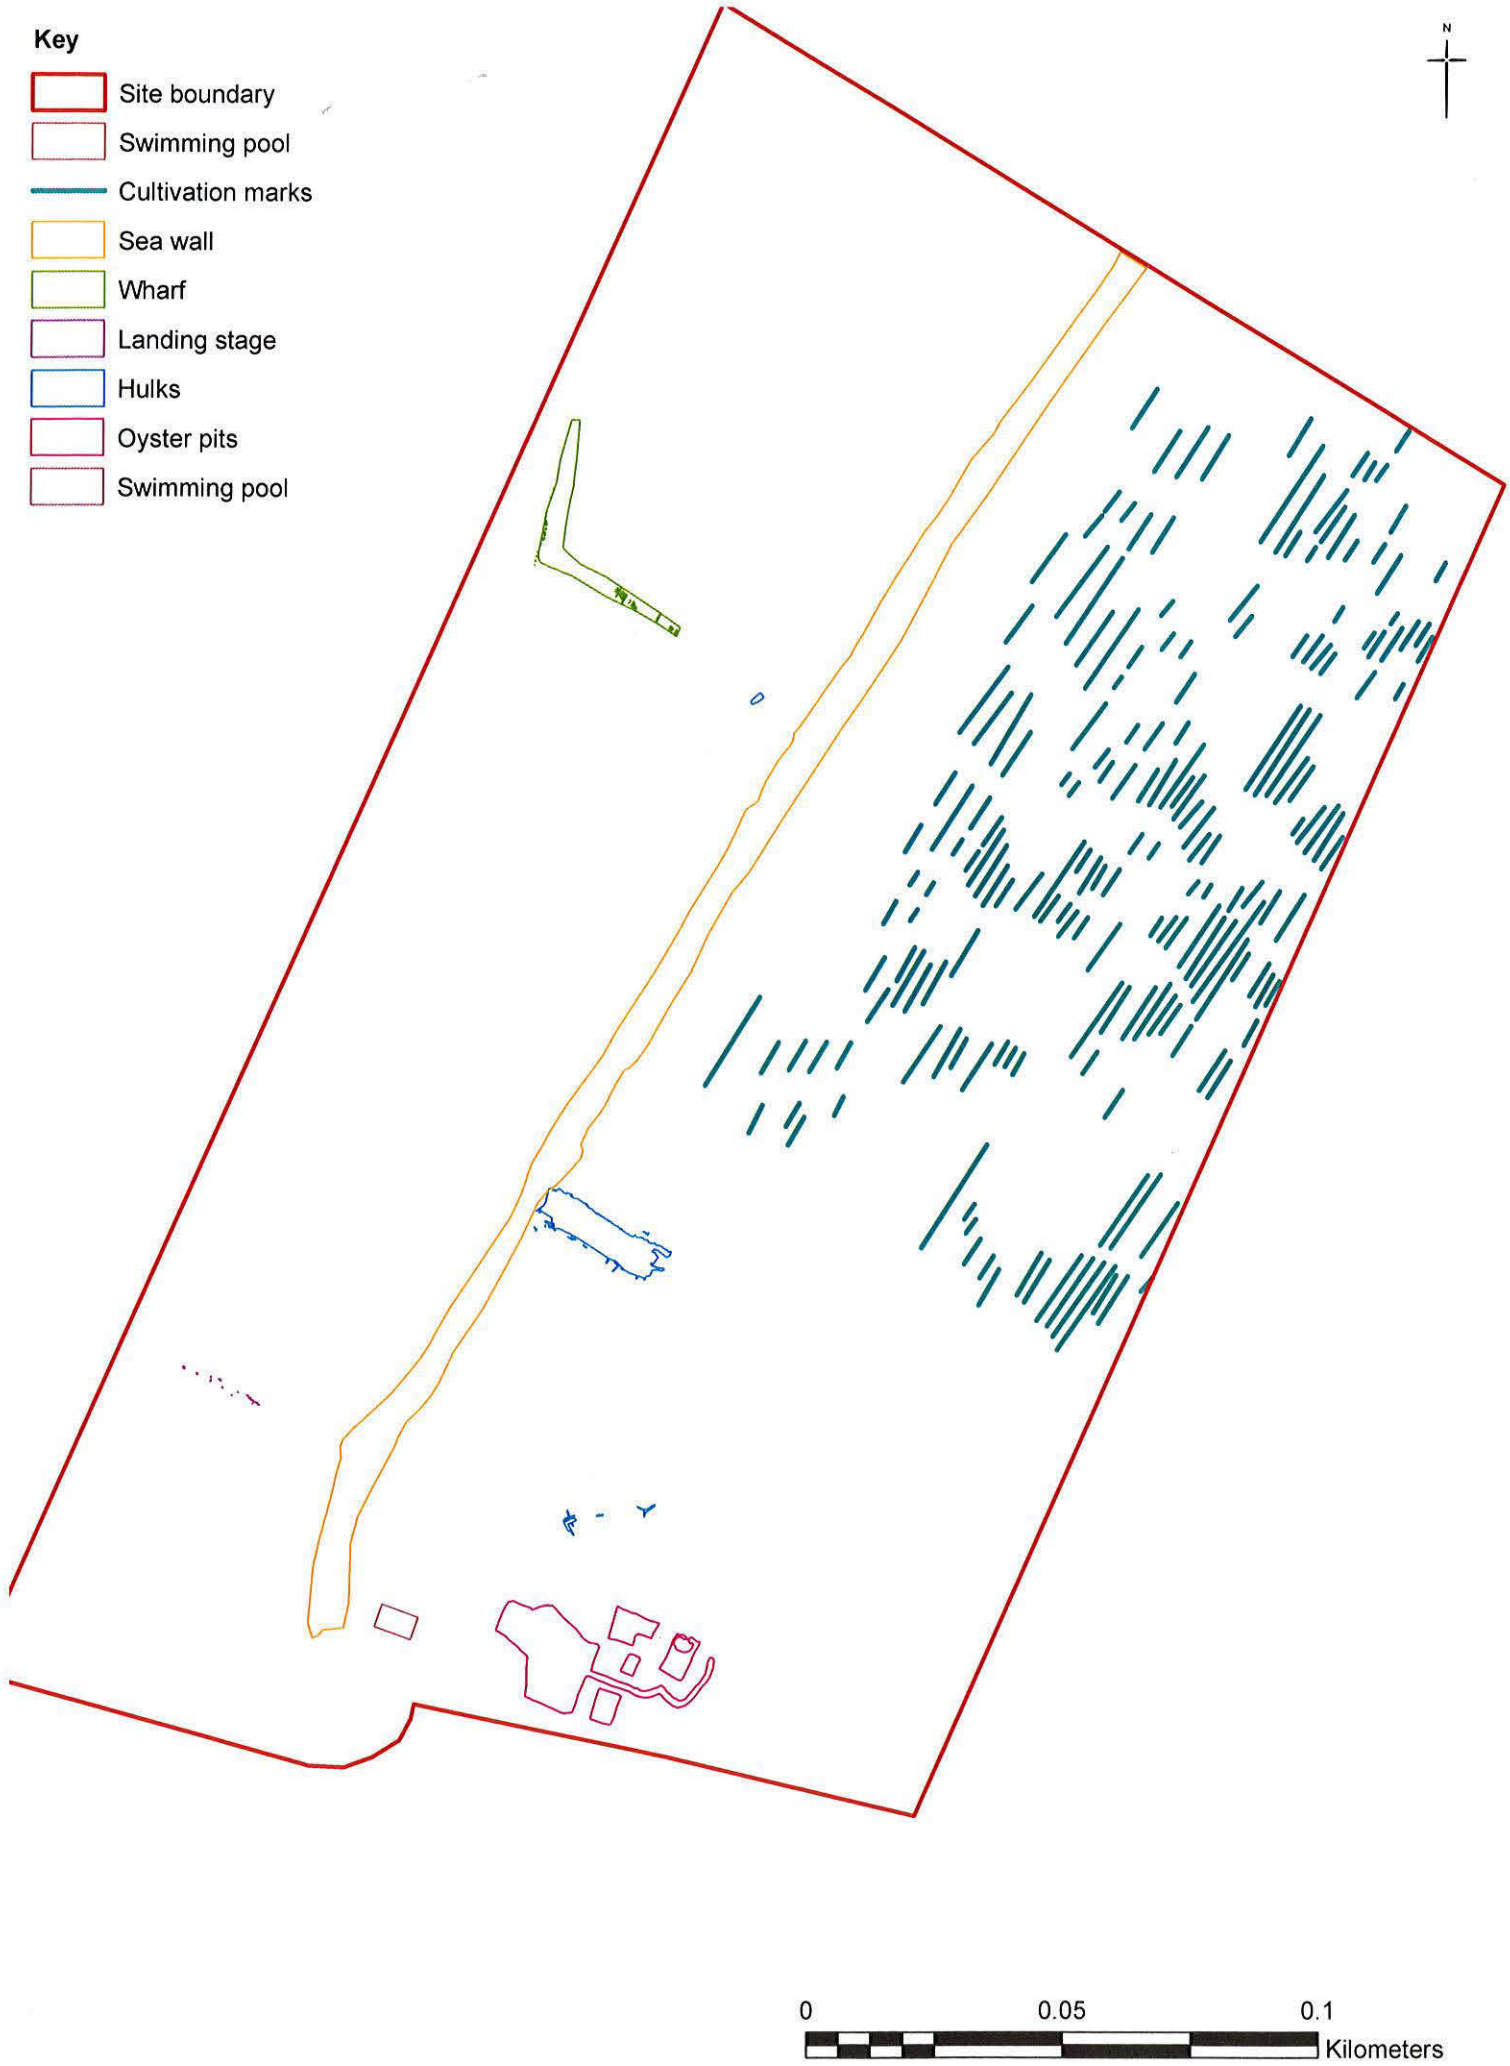 Key
N
Site boundary
Swimming pool
Cultivation marks
Sea wall
Wharf
Landing stage
Hulks
Oyster pits
Swimming pool
0 0.05 0.1
Kilometers